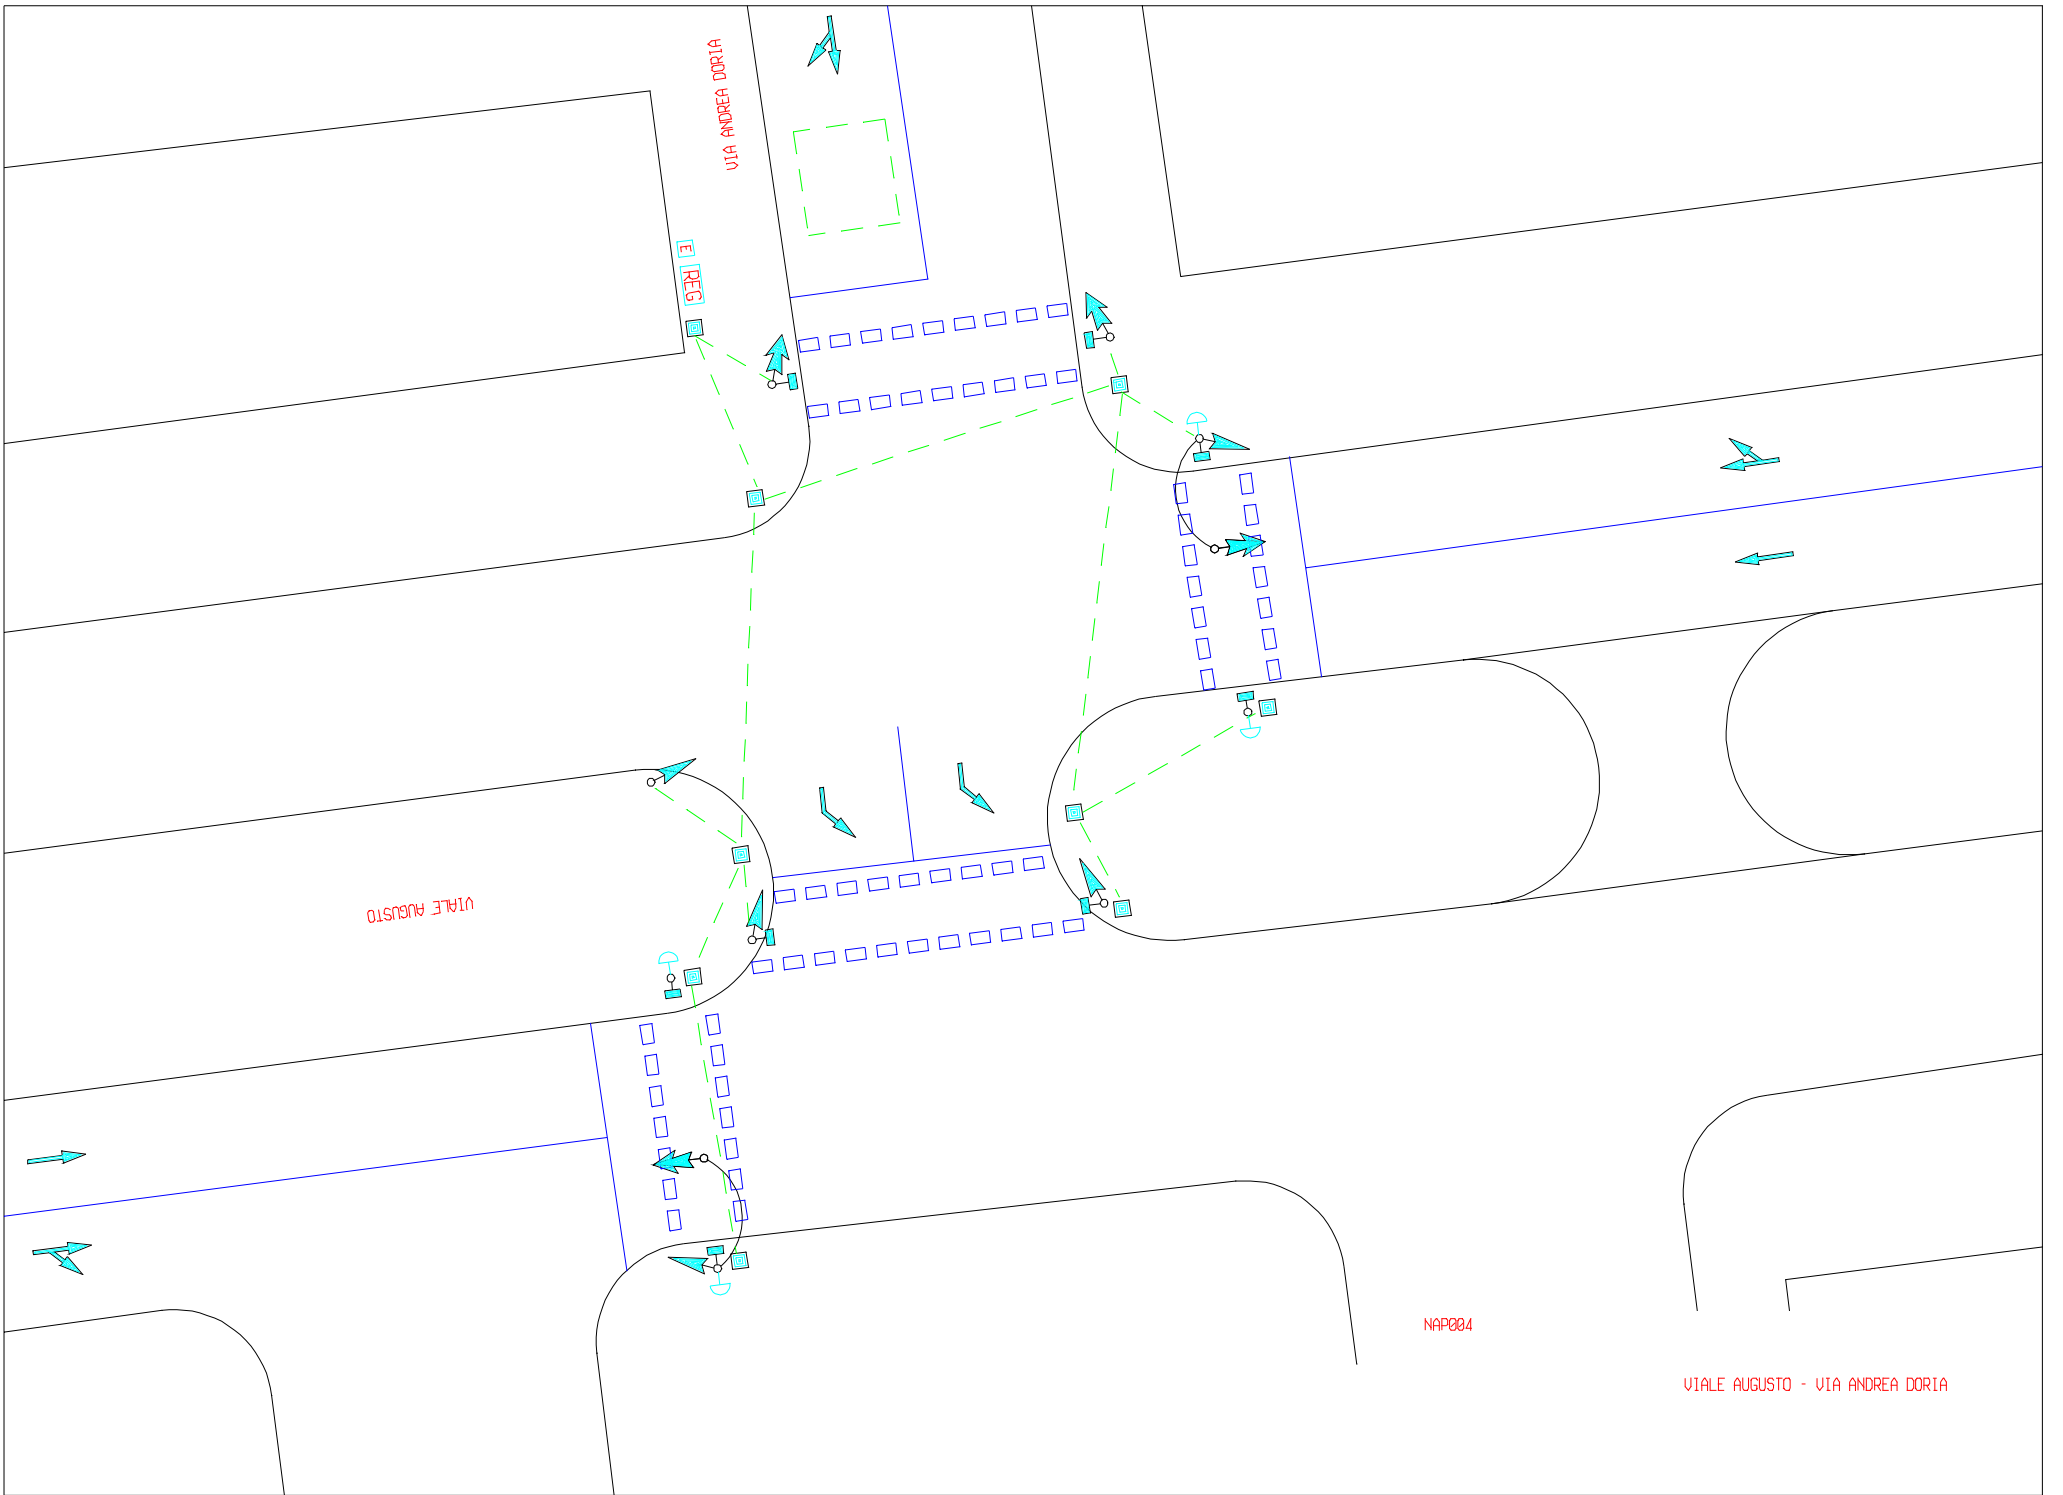 VIA ANDREA DORIA
E
REG
VIALE AUGUSTO
NAP004
VIALE AUGUSTO - VIA ANDREA DORIA